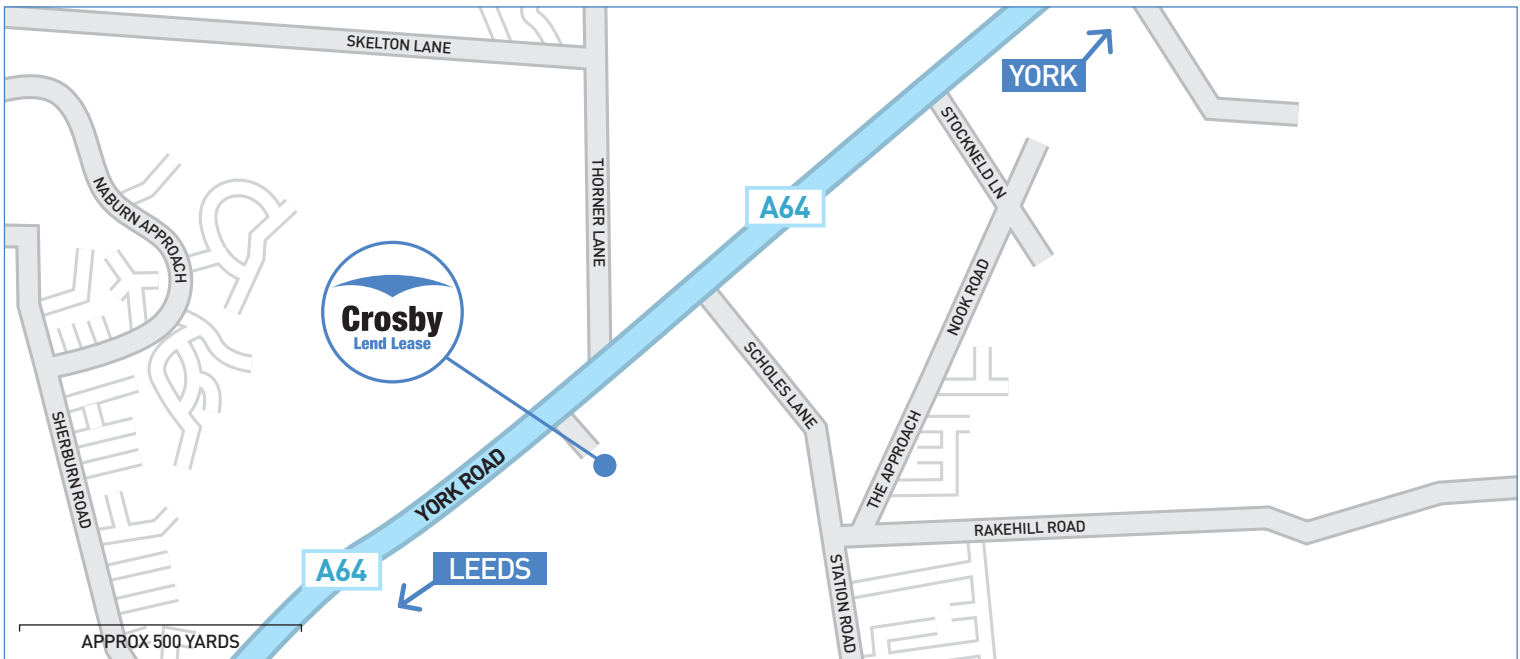 SKELTON LANE
YORK
STOCKNELD LN
NABURN APPROACH
THORNER LANE
A64
Crosby
Lend Lease
NOOK ROAD
SCHOLES LANE
SHERBURN ROAD
THE APPROACH
YORK ROAD
RAKEHILL ROAD
A64
LEEDS
STATION ROAD
APPROX 500 YARDS